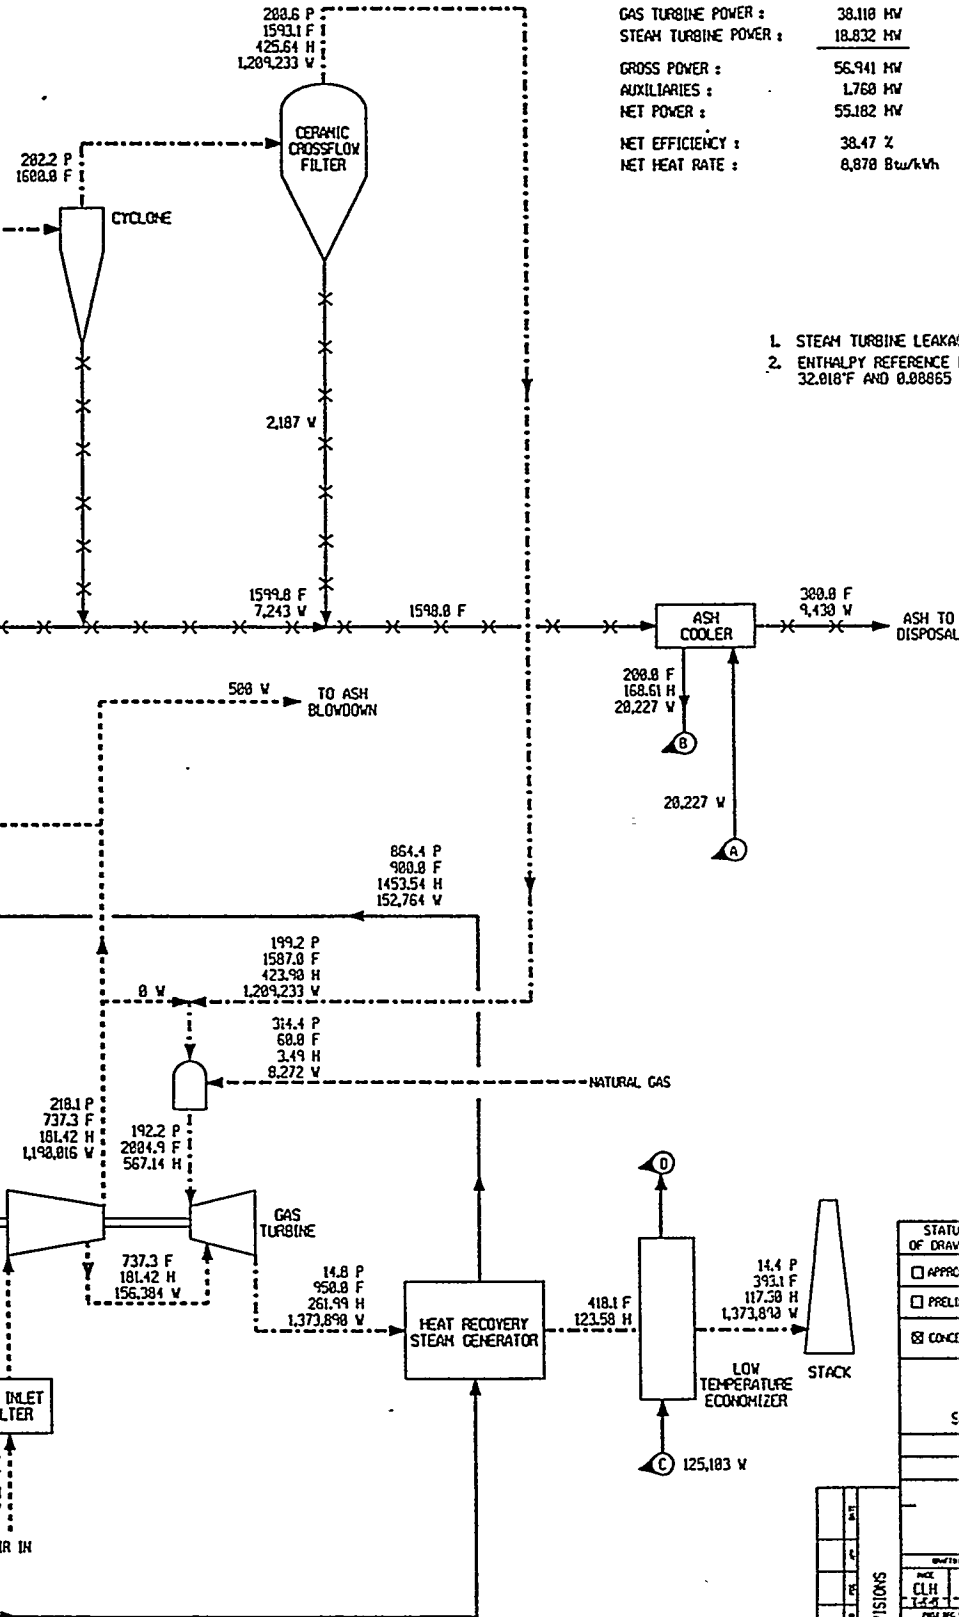 200.6 P
1593.1 F
425.64 H
1,209,233 W
GAS TURBINE POWER : 38.110 MW
STEAM TURBINE POWER : 18.832 MW
GROSS POWER : 56.941 MW
AUXILIARIES : 1.760 MW
NET POWER : 55.182 MW
NET EFFICIENCY : 38.47 %
NET HEAT RATE : 8,870 Btu/kWh
202.2 P
1600.0 F
CERAMIC
CROSSFLOW
FILTER
CYCLONE
1. STEAM TURBINE LEAKAS
2. ENTHALPY REFERENCE
32.018°F AND 0.08865
2,187 W
1599.8 F
7,243 W
1598.0 F
ASH
COOLER
300.0 F
9,430 W
ASH TO
DISPOSAL
200.0 F
168.61 H
20,227 W
B
20,227 W
A
500 W
TO ASH
BLOWDOWN
864.4 P
900.0 F
1453.54 H
152,764 W
199.2 P
1587.0 F
423.90 H
1,209,233 W
0 W
314.4 P
60.0 F
3.49 H
8,272 W
NATURAL GAS
218.1 P
737.3 F
181.42 H
1,190,016 W
192.2 P
2004.9 F
567.14 H
GAS
TURBINE
737.3 F
181.42 H
156,384 W
14.8 P
950.0 F
261.99 H
1,373,890 W
HEAT RECOVERY
STEAM GENERATOR
418.1 F
123.58 H
D
14.4 P
393.1 F
117.30 H
1,373,890 W
LOW
TEMPERATURE
ECONOMIZER
STACK
C 125,103 W
INLET
LTER
IR IN
STATU
OF DRAW
APPRO
PRELI
CONCE
S
ISIONS
CLH